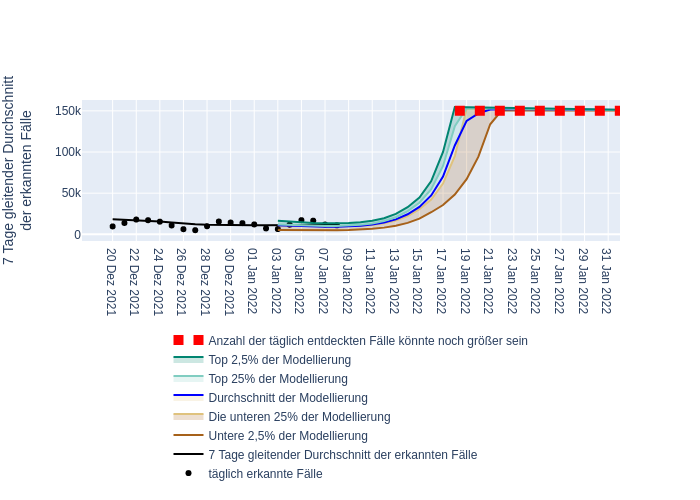 7 Tage gleitender Durchschnitt
der erkannten Fälle
150k
100k
50k
0
20 Dez 2021
22 Dez 2021
24 Dez 2021
26 Dez 2021
28 Dez 2021
30 Dez 2021
01 Jan 2022
03 Jan 2022
05 Jan 2022
07 Jan 2022
09 Jan 2022
11 Jan 2022
13 Jan 2022
15 Jan 2022
17 Jan 2022
19 Jan 2022
21 Jan 2022
23 Jan 2022
25 Jan 2022
27 Jan 2022
29 Jan 2022
31 Jan 2022
Anzahl der täglich entdeckten Fälle könnte noch größer sein
Top 2,5% der Modellierung
Top 25% der Modellierung
Durchschnitt der Modellierung
Die unteren 25% der Modellierung
Untere 2,5% der Modellierung
7 Tage gleitender Durchschnitt der erkannten Fälle
täglich erkannte Fälle